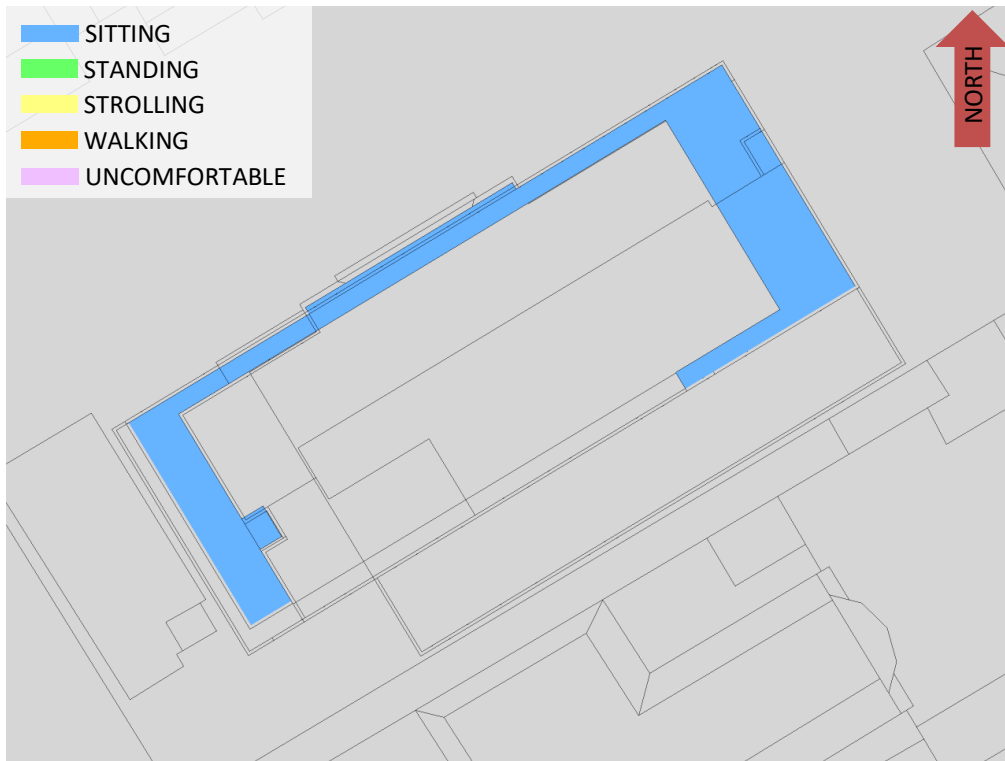 SITTING
STANDING
STROLLING
WALKING
UNCOMFORTABLE
NORTH